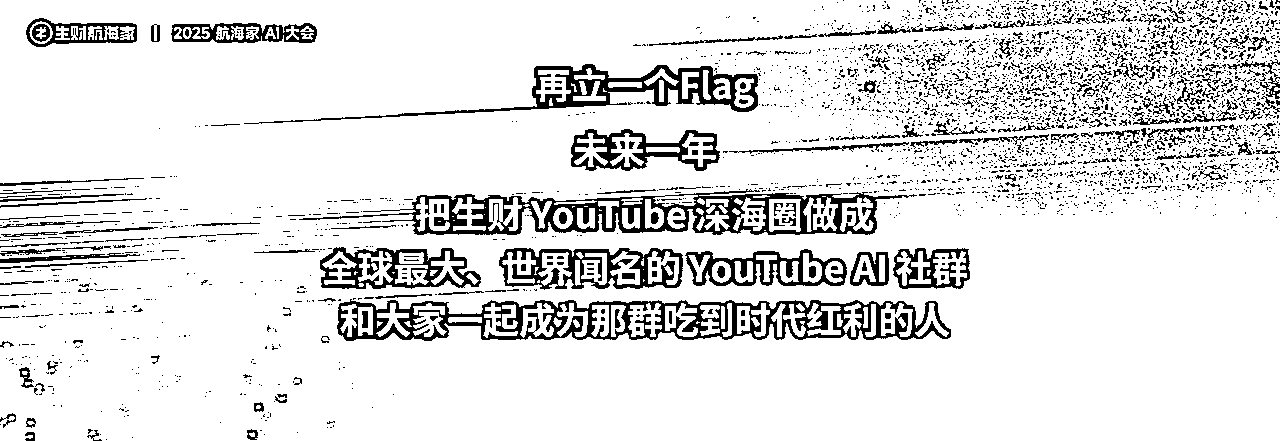 生财航海家 | 2025 航海家 AI 大会
再立一个Flag
未来一年
把生财 YouTube 深海圈做成
全球最大、世界闻名的 YouTube AI 社群
和大家一起成为那群吃到时代红利的人